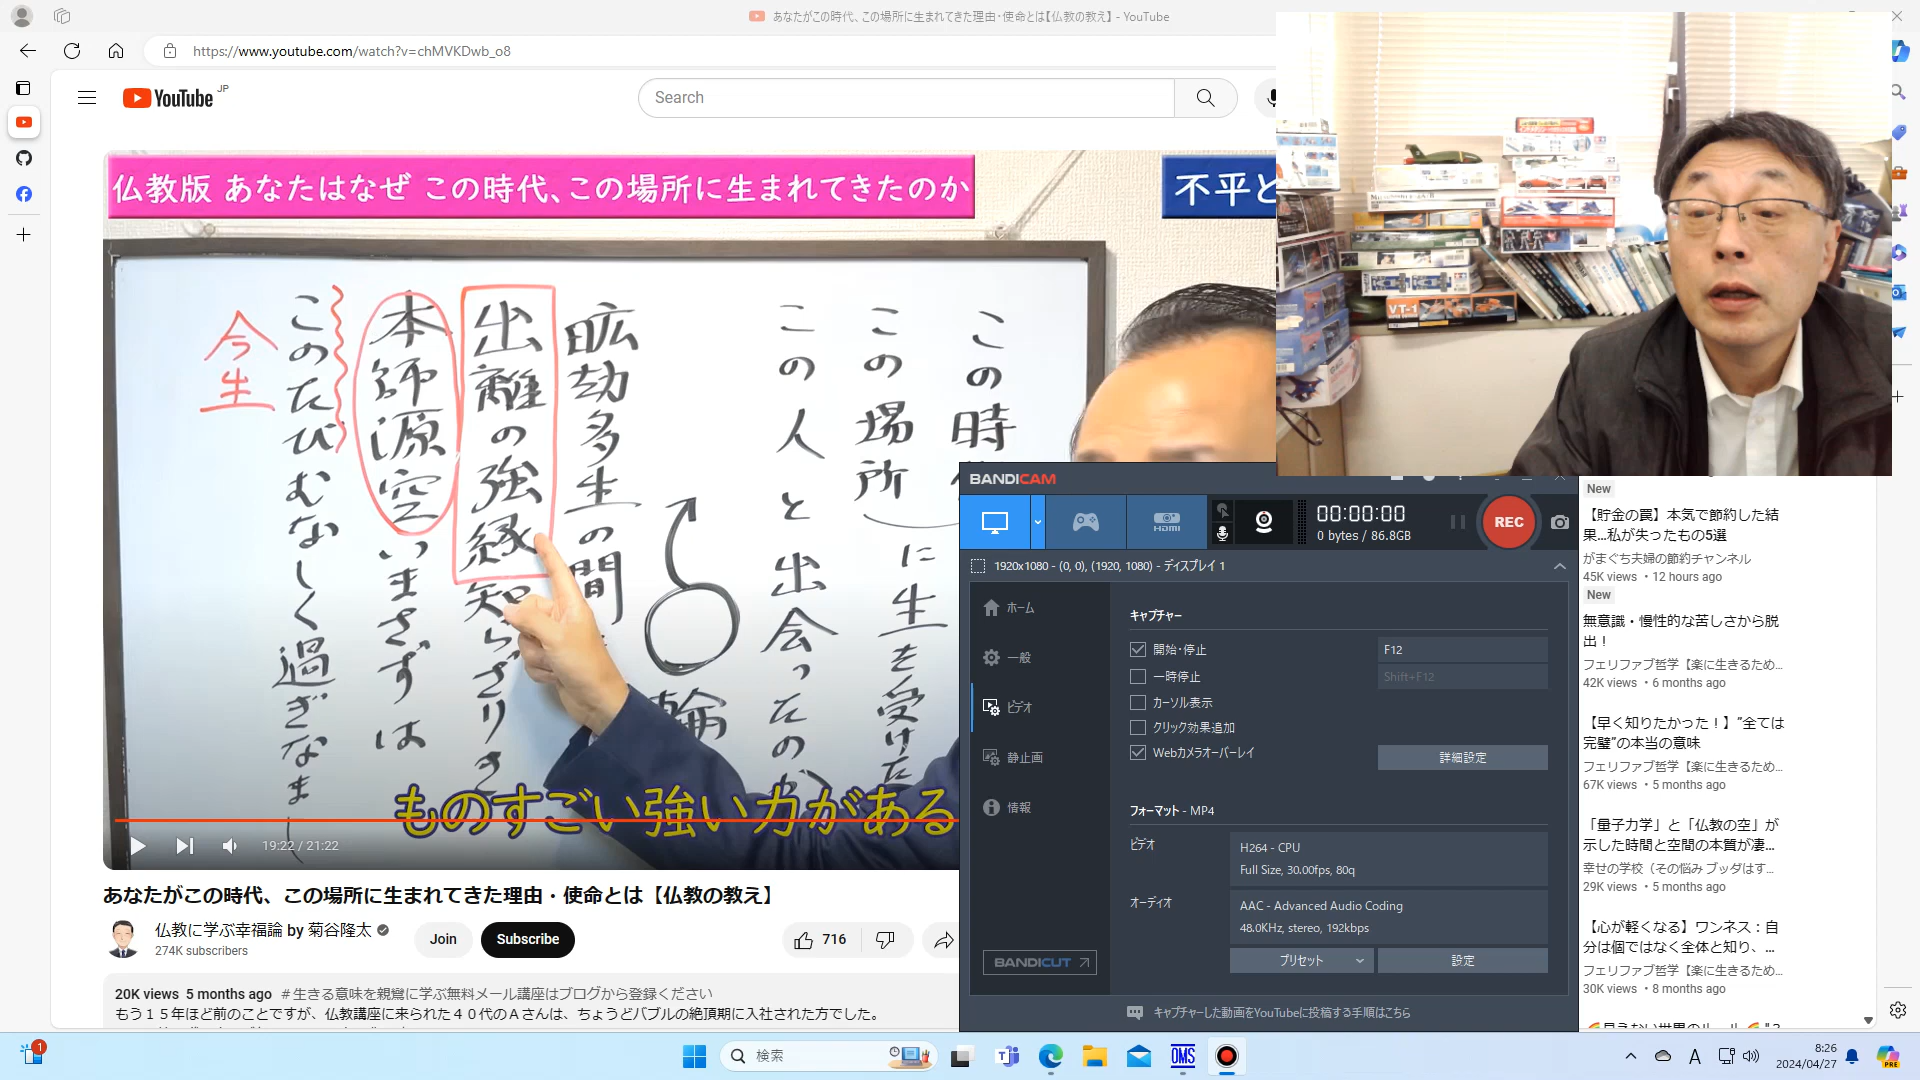 あなたがこの時代、この場所に生まれてきた理由・使命とは【仏教の教え】 - YouTube
https://www.youtube.com/watch?v=chMVKDwb_o8
YouTube JP
Search
仏教版 あなたはなぜ この時代、この場所に生まれてきたのか
不平と
この時
この場所
に生を受けた
この人と出会ったのか
輪
昿劫多生の間
出離の強縁知らざりき
本師源空いまさずは
このたびむなしく過ぎなまし
今生
ものすごい強い力がある
19:22 / 21:22
あなたがこの時代、この場所に生まれてきた理由・使命とは【仏教の教え】
仏教に学ぶ幸福論 by 菊谷隆太
274K subscribers
Join
Subscribe
716
20K views 5 months ago #生きる意味を親鸞に学ぶ無料メール講座はブログから登録ください
もう１５年ほど前のことですが、仏教講座に来られた４０代のＡさんは、ちょうどバブルの絶頂期に入社された方でした。
VT-1
BANDICAM
HDMI
00:00:00
0 bytes / 86.8GB
REC
1920x1080 - (0, 0), (1920, 1080) - ディスプレイ 1
ホーム
一般
ビデオ
静止画
情報
BANDICUT
キャプチャー
開始・停止
F12
一時停止
Shift+F12
カーソル表示
クリック効果追加
Webカメラオーバーレイ
詳細設定
フォーマット - MP4
ビデオ
H264 - CPU
Full Size, 30.00fps, 80q
オーディオ
AAC - Advanced Audio Coding
48.0KHz, stereo, 192kbps
プリセット
設定
キャプチャーした動画をYouTubeに投稿する手順はこちら
New
【貯金の罠】本気で節約した結
果...私が失ったもの5選
がまぐち夫婦の節約チャンネル
45K views ・12 hours ago
New
無意識・慢性的な苦しさから脱
出！
フェリファブ哲学【楽に生きるため...
42K views ・6 months ago
【早く知りたかった！】”全ては
完璧”の本当の意味
フェリファブ哲学【楽に生きるため...
67K views ・5 months ago
「量子力学」と「仏教の空」が
示した時間と空間の本質が凄...
幸せの学校（その悩み ブッダはす...
29K views ・5 months ago
【心が軽くなる】ワンネス：自
分は個ではなく全体と知り、...
フェリファブ哲学【楽に生きるため...
30K views ・8 months ago
1
検索
OMS
A
8:26
2024/04/27
PRE